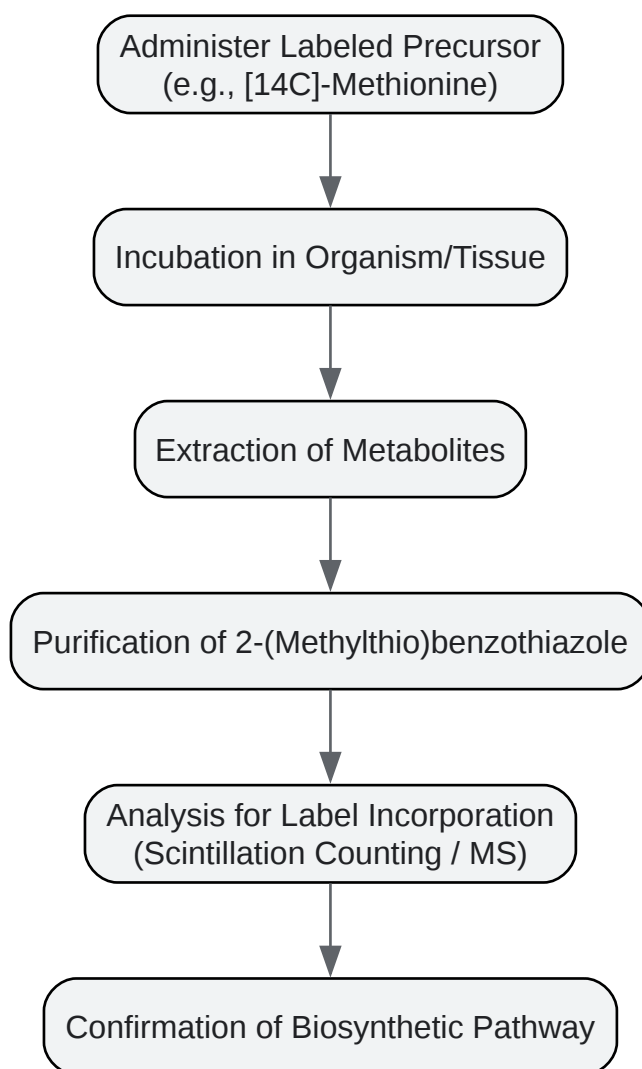 Administer Labeled Precursor
(e.g., [14C]-Methionine)
Incubation in Organism/Tissue
Extraction of Metabolites
Purification of 2-(Methylthio)benzothiazole
Analysis for Label Incorporation
(Scintillation Counting / MS)
Confirmation of Biosynthetic Pathway